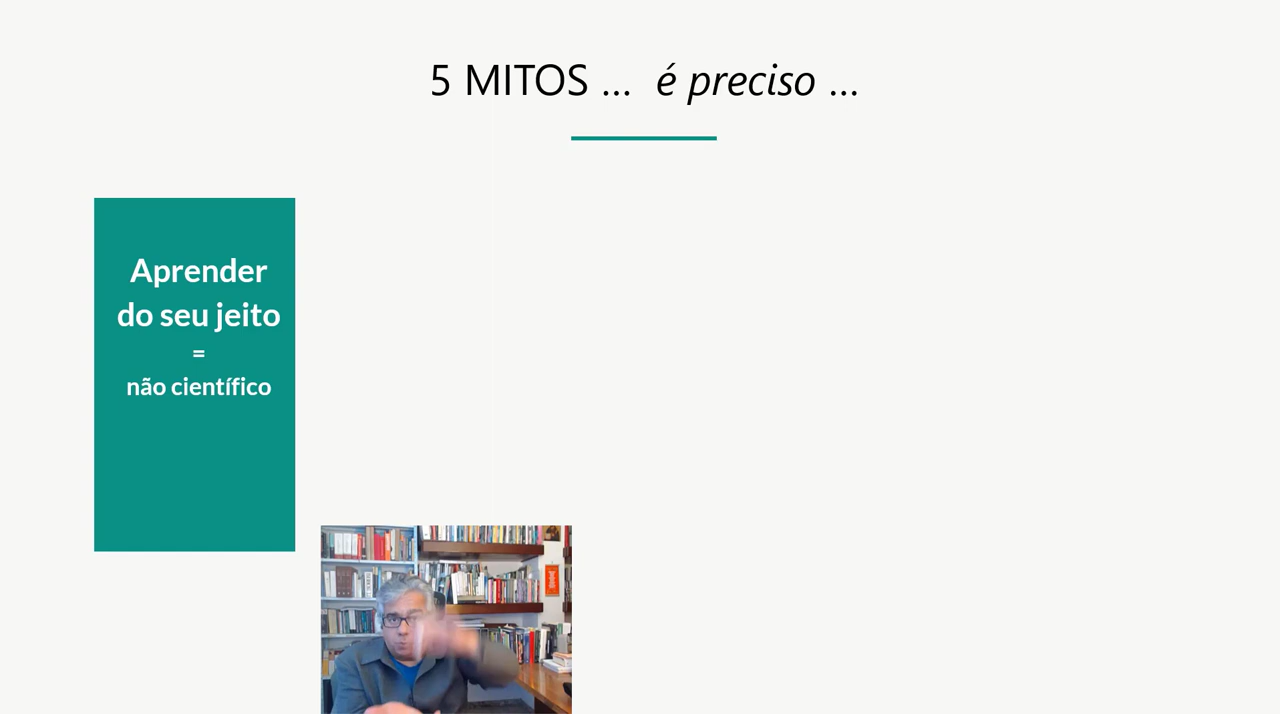 5 MITOS ... é preciso ...
Aprender
do seu jeito
=
não científico